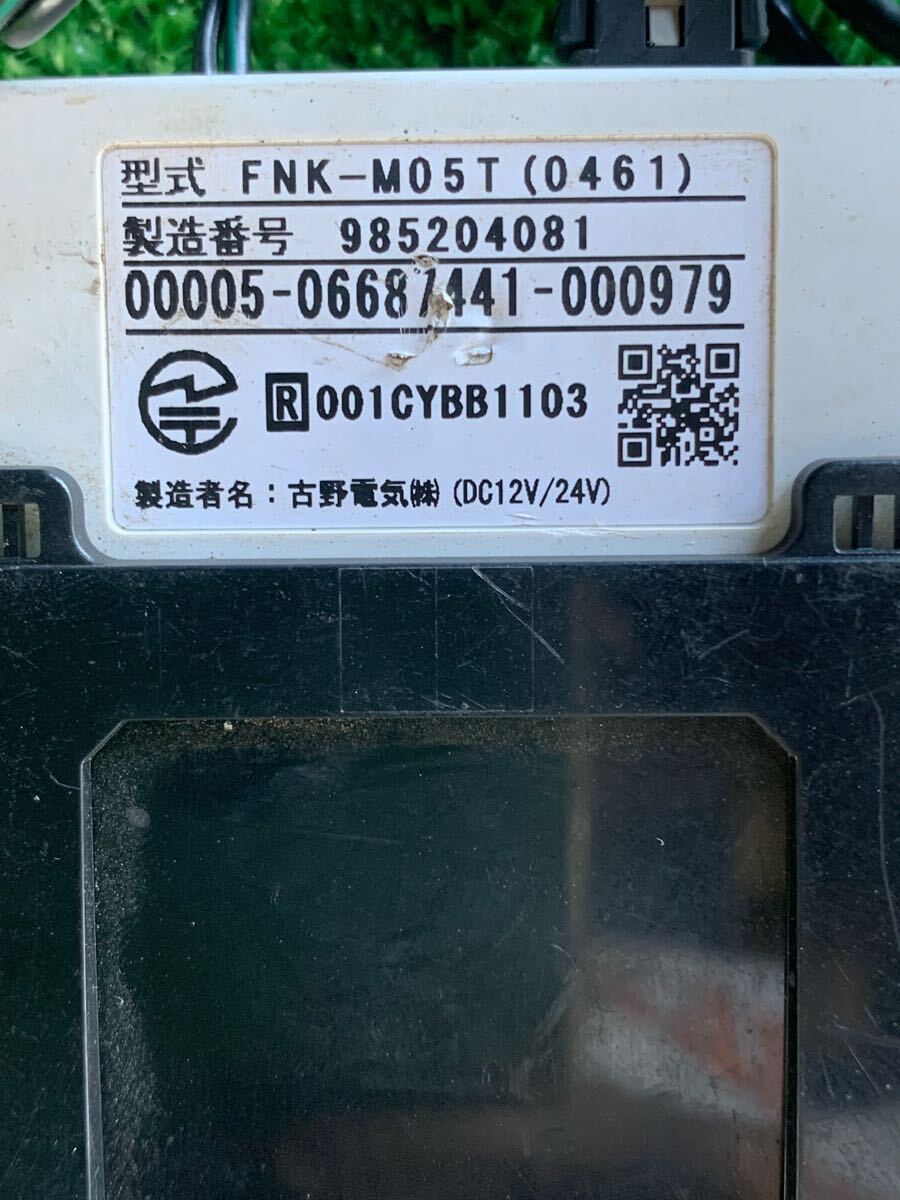 型式 FNK-M05T(0461)
製造番号 985204081
00005-06687441-000979
R 001CYBB1103
製造者名：古野電気㈱(DC12V/24V)